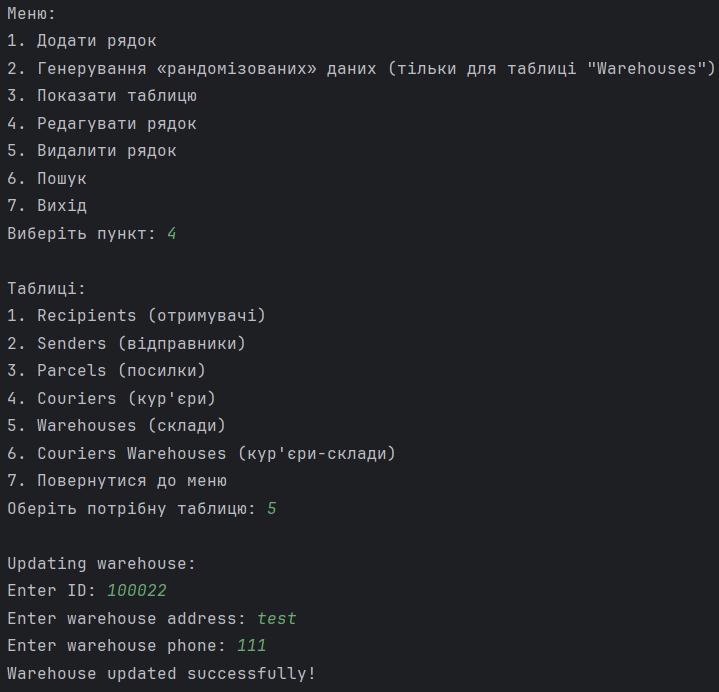 Меню:
1. Додати рядок
2. Генерування «рандомізованих» даних (тільки для таблиці "Warehouses")
3. Показати таблицю
4. Редагувати рядок
5. Видалити рядок
6. Пошук
7. Вихід
Виберіть пункт: 4
Таблиці:
1. Recipients (отримувачі)
2. Senders (відправники)
3. Parcels (посилки)
4. Couriers (кур'єри)
5. Warehouses (склади)
6. Couriers Warehouses (кур'єри-склади)
7. Повернутися до меню
Оберіть потрібну таблицю: 5
Updating warehouse:
Enter ID: 100022
Enter warehouse address: test
Enter warehouse phone: 111
Warehouse updated successfully!